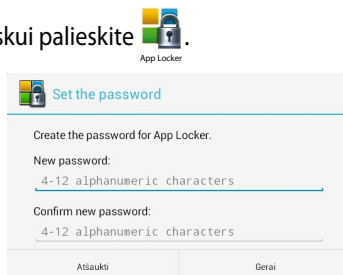 skui palieskite .
App Locker
Set the password
Create the password for App Locker.
New password:
4-12 alphanumeric characters
Confirm new password:
4-12 alphanumeric characters
Atšaukti Gerai